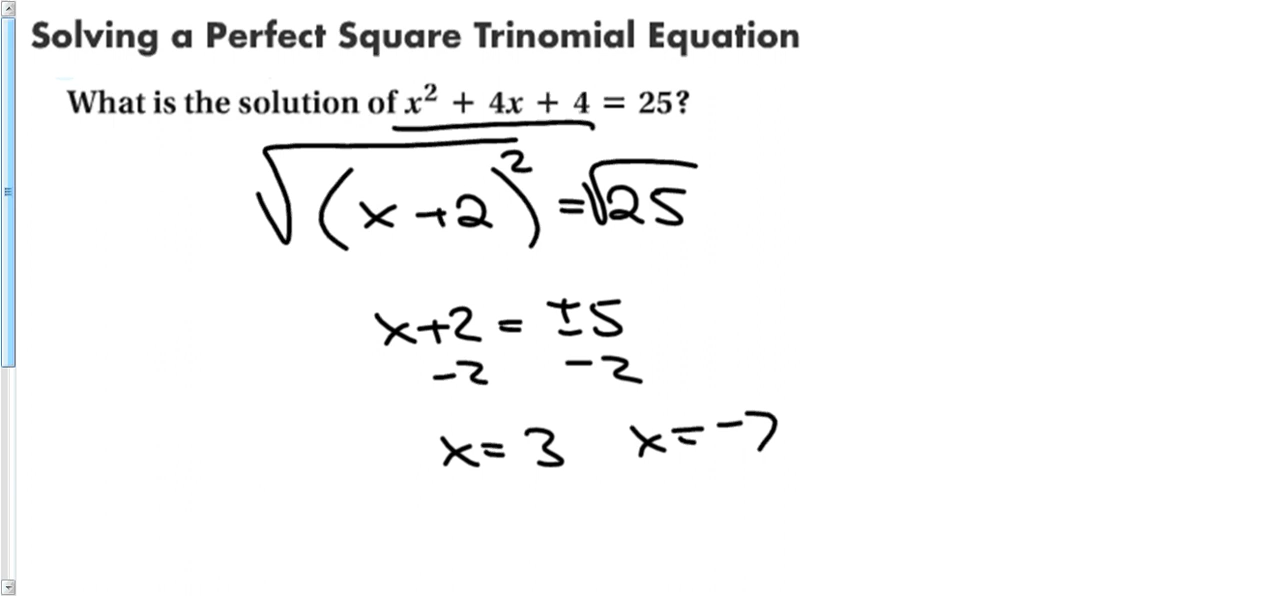 Solving a Perfect Square Trinomial Equation
What is the solution of x² + 4x + 4 = 25?
√(x+2)² = √25
x+2 = ±5
-2 -2
x = 3 x = -7